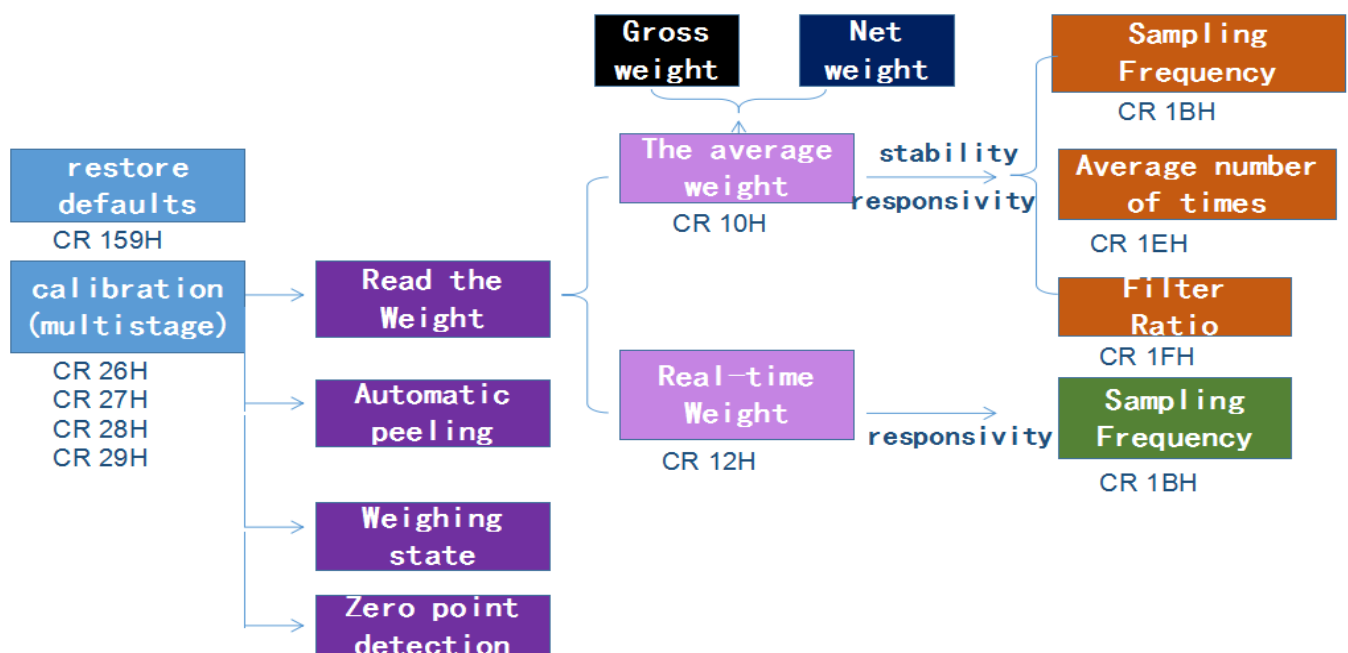 restore
defaults
CR 159H
calibration
(multistage)
CR 26H
CR 27H
CR 28H
CR 29H
Read the
Weight
Automatic
peeling
Weighing
state
Zero point
detection
Gross
weight
Net
weight
The average
weight
CR 10H
Real-time
Weight
CR 12H
stability
responsivity
responsivity
Sampling
Frequency
CR 1BH
Average number
of times
CR 1EH
Filter
Ratio
CR 1FH
Sampling
Frequency
CR 1BH